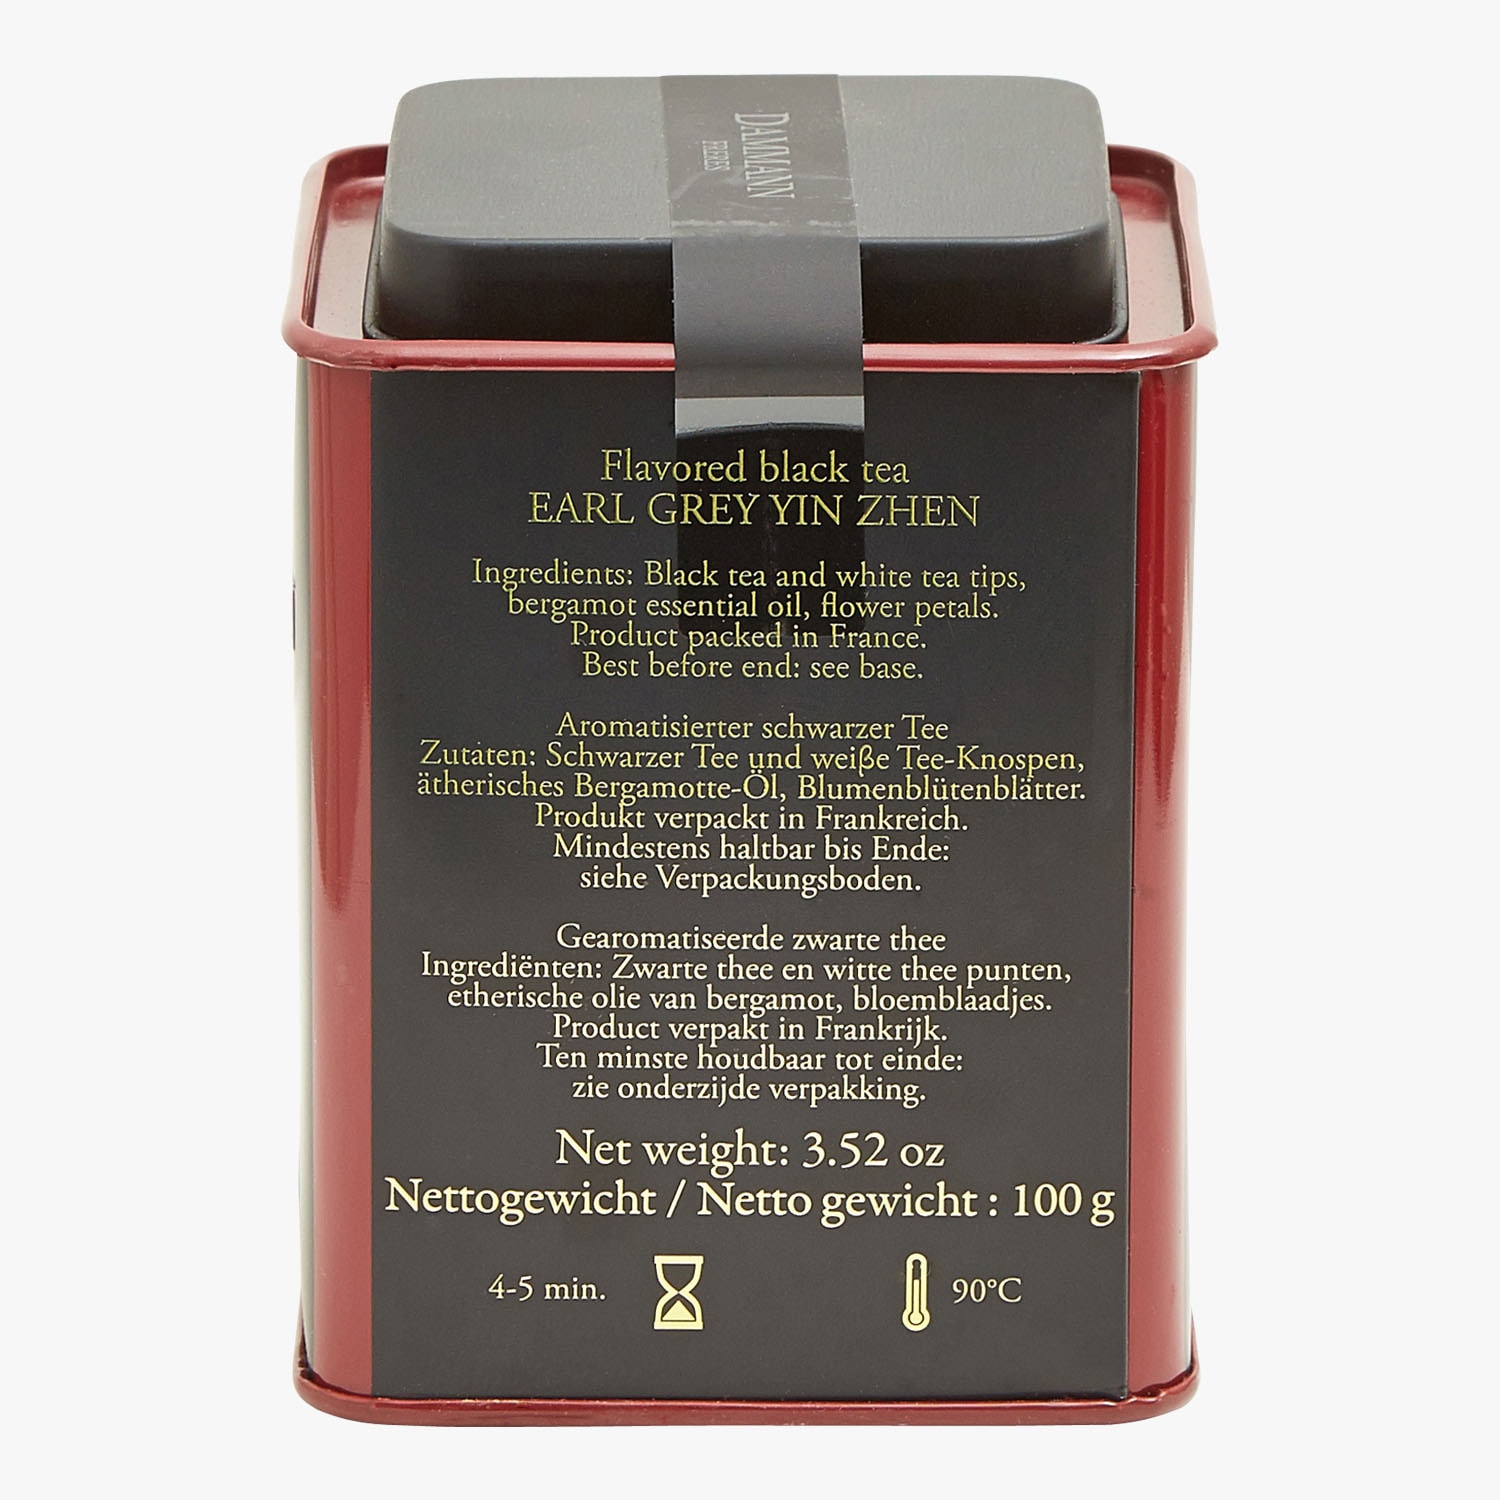 DAMMANN
FRÈRES
Flavored black tea
EARL GREY YIN ZHEN
Ingredients: Black tea and white tea tips,
bergamot essential oil, flower petals.
Product packed in France.
Best before end: see base.
Aromatisierter schwarzer Tee
Zutaten: Schwarzer Tee und weiße Tee-Knospen,
ätherisches Bergamotte-Öl, Blumenblütenblätter.
Produkt verpackt in Frankreich.
Mindestens haltbar bis Ende:
siehe Verpackungsboden.
Gearomatiseerde zwarte thee
Ingrediënten: Zwarte thee en witte thee punten,
etherische olie van bergamot, bloemblaadjes.
Product verpakt in Frankrijk.
Ten minste houdbaar tot einde:
zie onderzijde verpakking.
Net weight: 3.52 oz
Nettogewicht / Netto gewicht : 100 g
4-5 min. 90°C